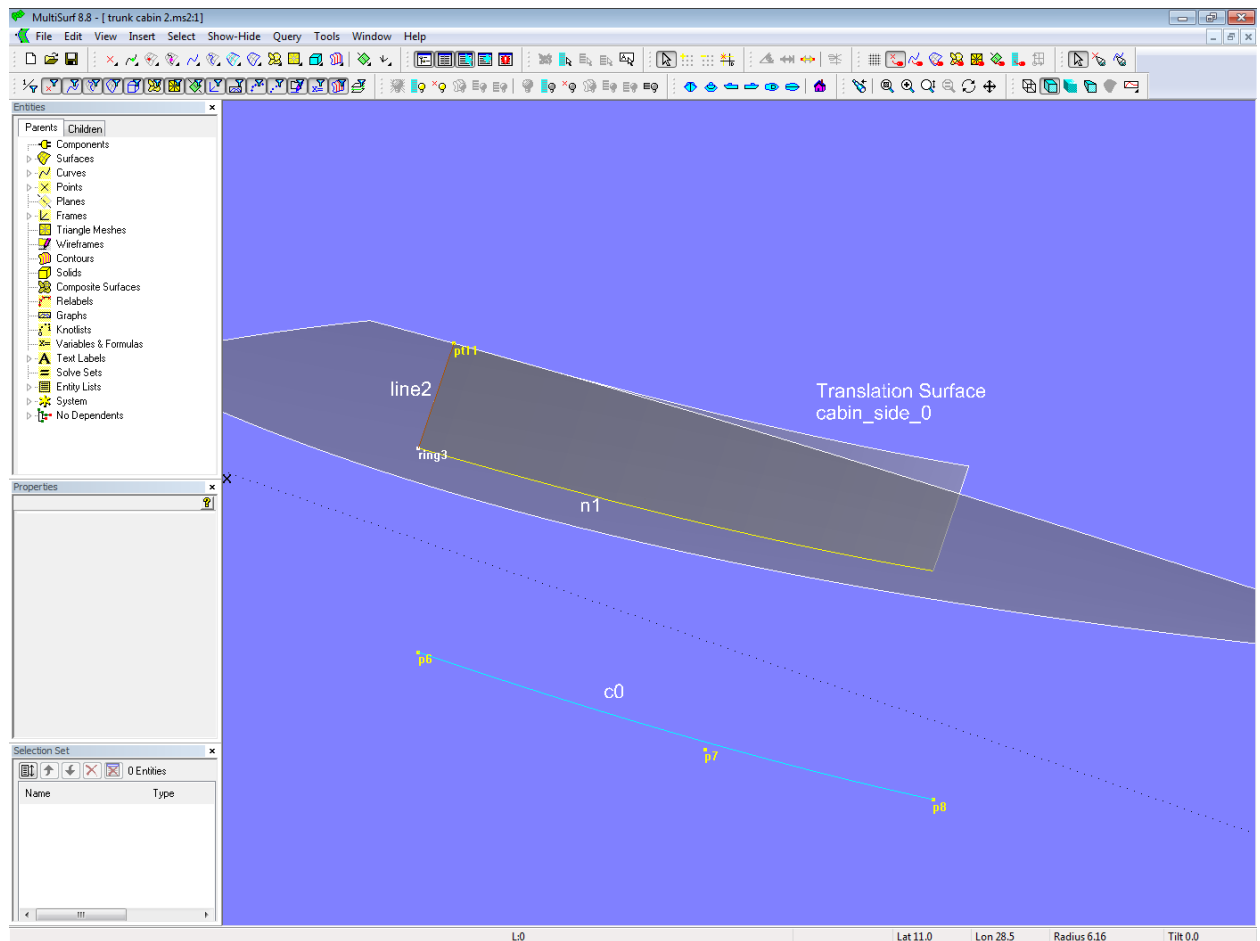 MultiSurf 8.8 - [ trunk cabin 2.ms2:1]
File Edit View Insert Select Show-Hide Query Tools Window Help
Entities
Parents Children
Components
Surfaces
Curves
Points
Planes
Frames
Triangle Meshes
Wireframes
Contours
Solids
Composite Surfaces
Relabels
Graphs
Knotlists
Variables & Formulas
Text Labels
Solve Sets
Entity Lists
System
No Dependents
Properties
Selection Set
0 Entities
Name Type
pt11
line2
Translation Surface
cabin_side_0
ring3
n1
X
p6
c0
p7
p8
L:0 Lat 11.0 Lon 28.5 Radius 6.16 Tilt 0.0